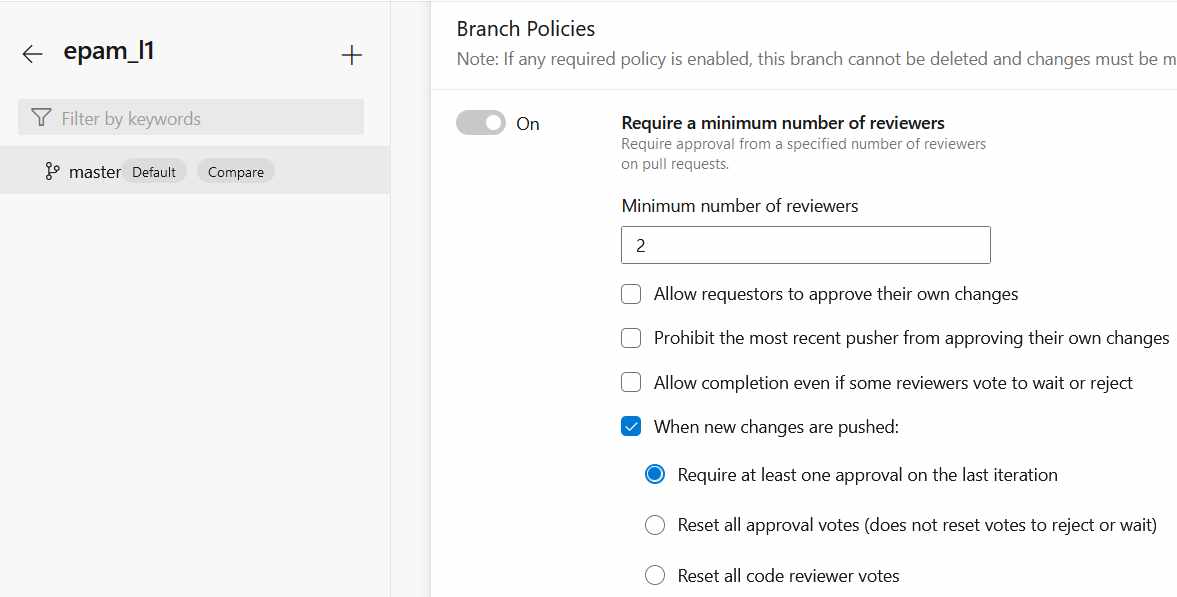 epam_l1
Filter by keywords
master Default Compare
Branch Policies
Note: If any required policy is enabled, this branch cannot be deleted and changes must be m
On
Require a minimum number of reviewers
Require approval from a specified number of reviewers
on pull requests.
Minimum number of reviewers
2
Allow requestors to approve their own changes
Prohibit the most recent pusher from approving their own changes
Allow completion even if some reviewers vote to wait or reject
When new changes are pushed:
Require at least one approval on the last iteration
Reset all approval votes (does not reset votes to reject or wait)
Reset all code reviewer votes